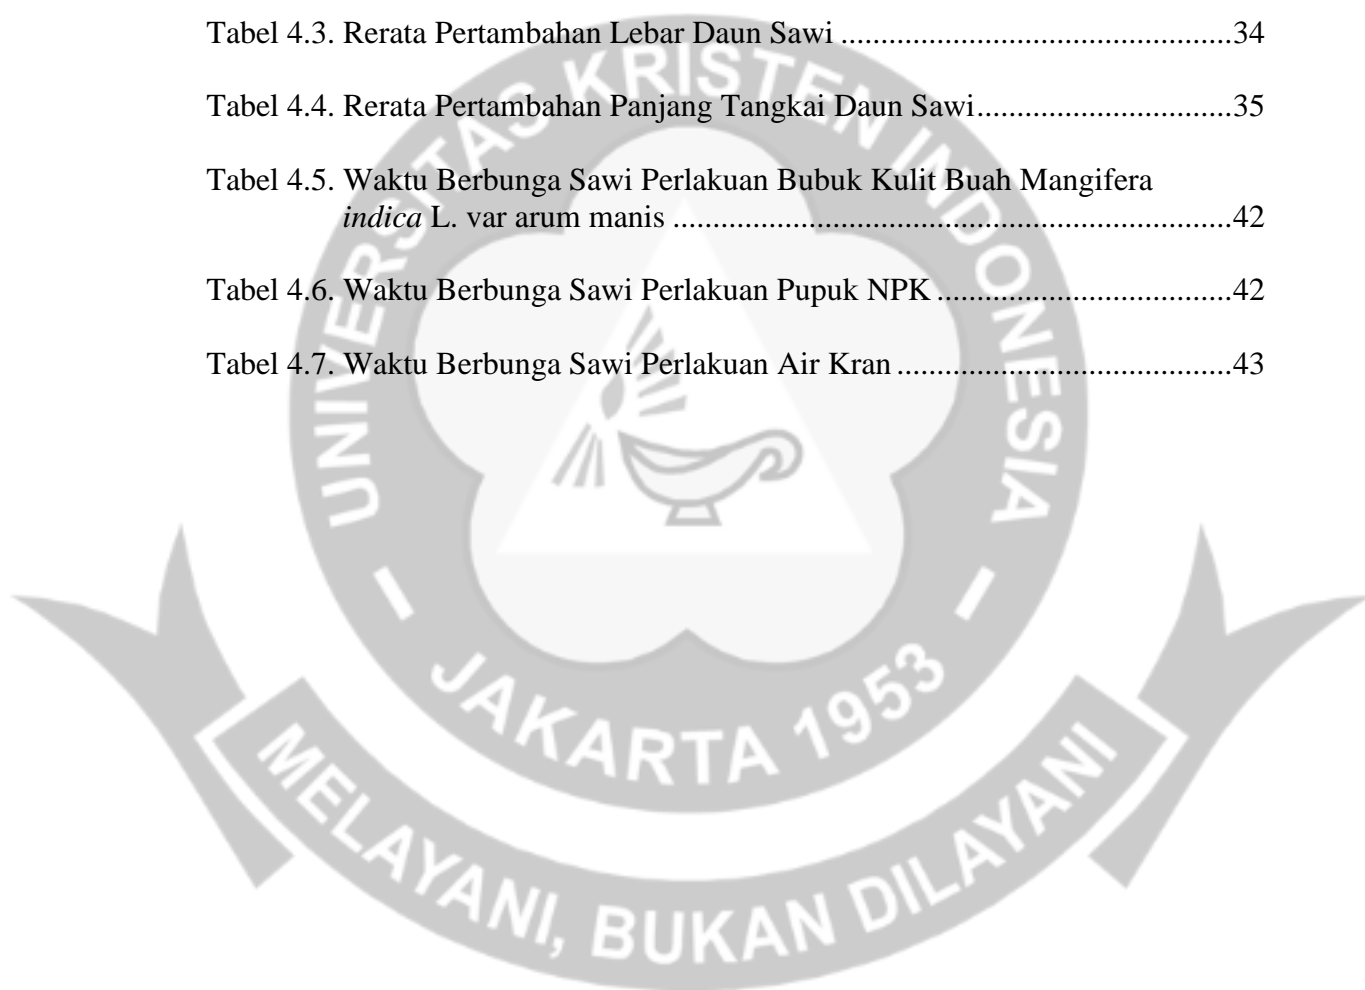 Tabel 4.3. Rerata Pertambahan Lebar Daun Sawi .................................................34
Tabel 4.4. Rerata Pertambahan Panjang Tangkai Daun Sawi................................35
Tabel 4.5. Waktu Berbunga Sawi Perlakuan Bubuk Kulit Buah Mangifera
indica L. var arum manis ......................................................................42
Tabel 4.6. Waktu Berbunga Sawi Perlakuan Pupuk NPK .....................................42
Tabel 4.7. Waktu Berbunga Sawi Perlakuan Air Kran ..........................................43
UNIVERSITAS KRISTEN INDONESIA
- JAKARTA 1953 -
MELAYANI, BUKAN DILAYANI